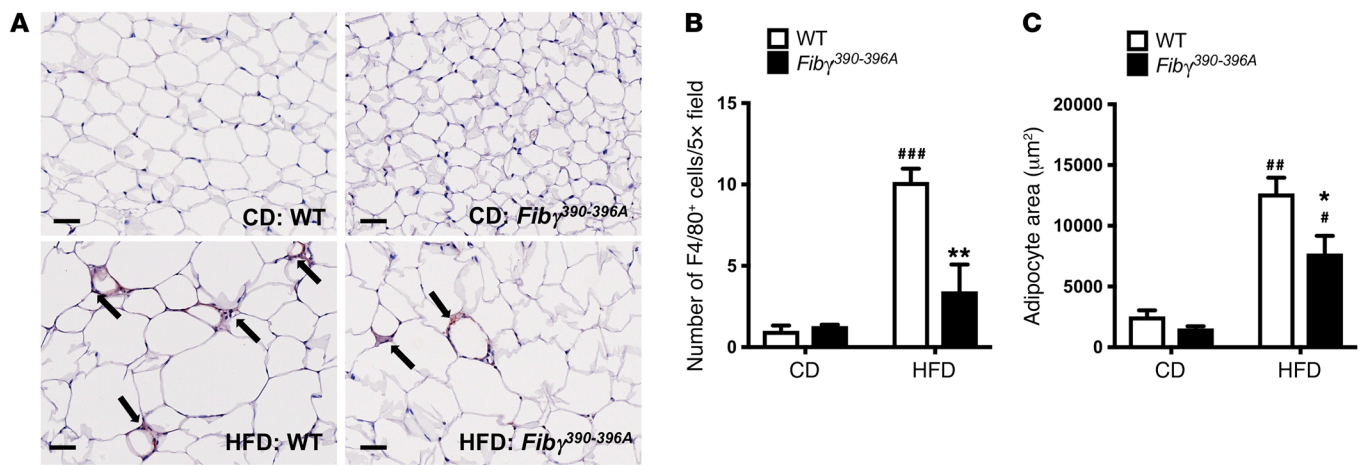 A
CD: WT
CD: Fibγ390-396A
HFD: WT
HFD: Fibγ390-396A
B
WT
Fibγ390-396A
Number of F4/80+ cells/5× field
15
10
5
0
###
**
CD
HFD
C
WT
Fibγ390-396A
Adipocyte area (μm2)
20000
15000
10000
5000
0
##
*
#
CD
HFD